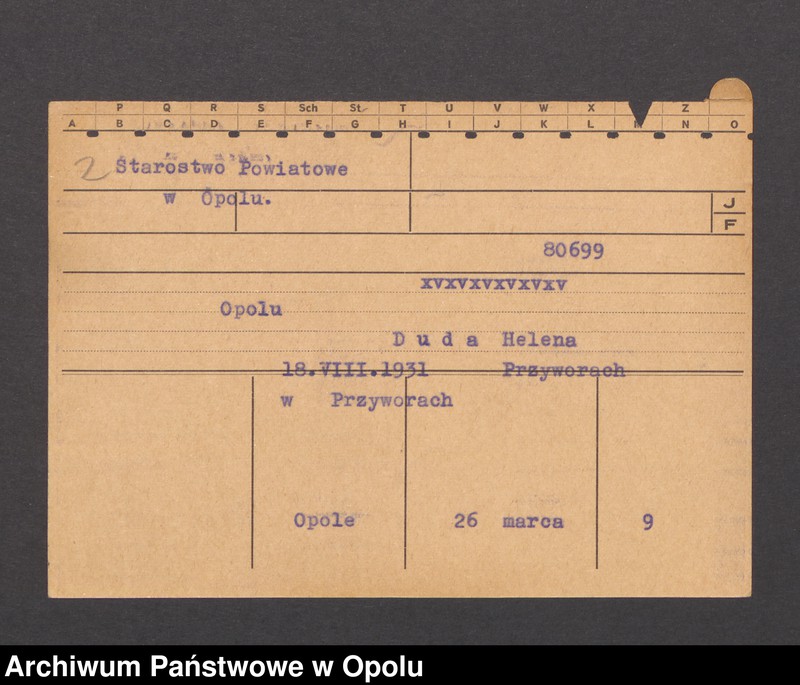 P Q R S Sch St T U V W X Z
A B C D E F G H I J K L N O
2 Starostwo Powiatowe
w Opolu.
J
F
80699
xvxvxvxvxvxv
Opolu
D u d a Helena
18.VIII.1931 Przyworach
w Przyworach
Opole 26 marca 9
Archiwum Państwowe w Opolu